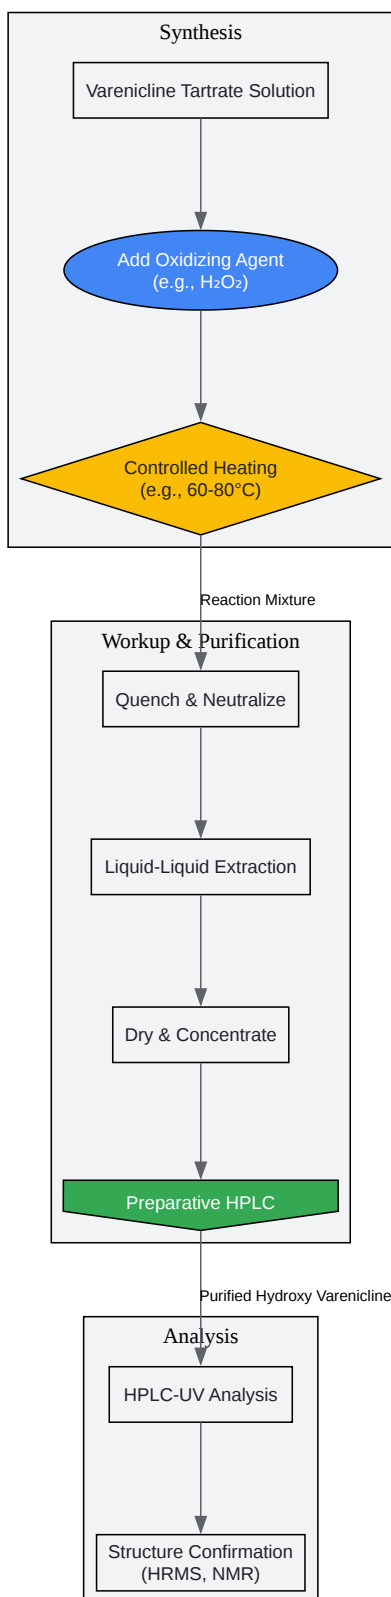 Synthesis
Varenicline Tartrate Solution
Add Oxidizing Agent
(e.g., H₂O₂)
Controlled Heating
(e.g., 60-80°C)
Reaction Mixture
Workup & Purification
Quench & Neutralize
Liquid-Liquid Extraction
Dry & Concentrate
Preparative HPLC
Purified Hydroxy Varenicline
Analysis
HPLC-UV Analysis
Structure Confirmation
(HRMS, NMR)